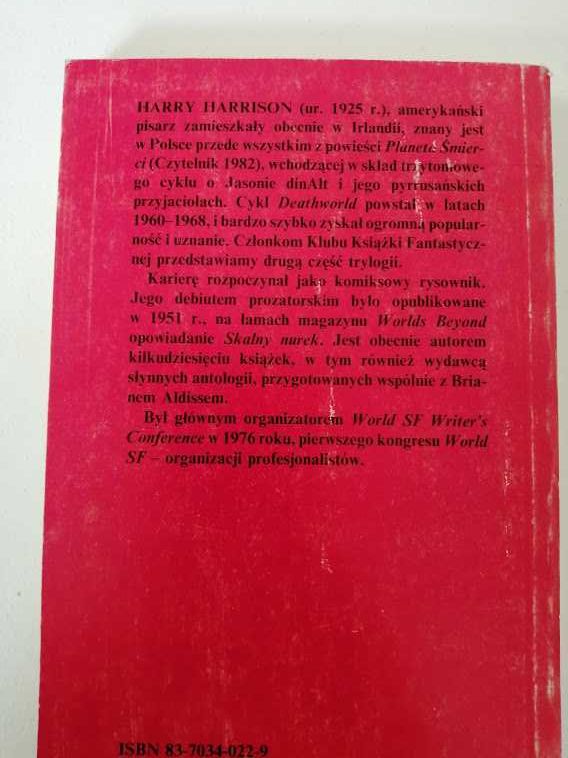 HARRY HARRISON (ur. 1925 r.), amerykański
pisarz zamieszkały obecnie w Irlandii, znany jest
w Polsce przede wszystkim z powieści Planeta Śmier-
ci (Czytelnik 1982), wchodzącej w skład trzytomowe-
go cyklu o Jasonie dinAlt i jego pyrrusańskich
przyjaciołach. Cykl Deathworld powstał w latach
1960–1968, i bardzo szybko zyskał ogromną popular-
ność i uznanie. Członkom Klubu Książki Fantastycz-
nej przedstawiamy drugą część trylogii.
Karierę rozpoczynał jako komiksowy rysownik.
Jego debiutem prozatorskim było opublikowane
w 1951 r., na łamach magazynu Worlds Beyond
opowiadanie Skalny nurek. Jest obecnie autorem
kilkudziesięciu książek, w tym również wydawcą
słynnych antologii, przygotowanych wspólnie z Bria-
nem Aldissem.
Był głównym organizatorem World SF Writer's
Conference w 1976 roku, pierwszego kongresu World
SF – organizacji profesjonalistów.
ISBN 83-7034-022-9